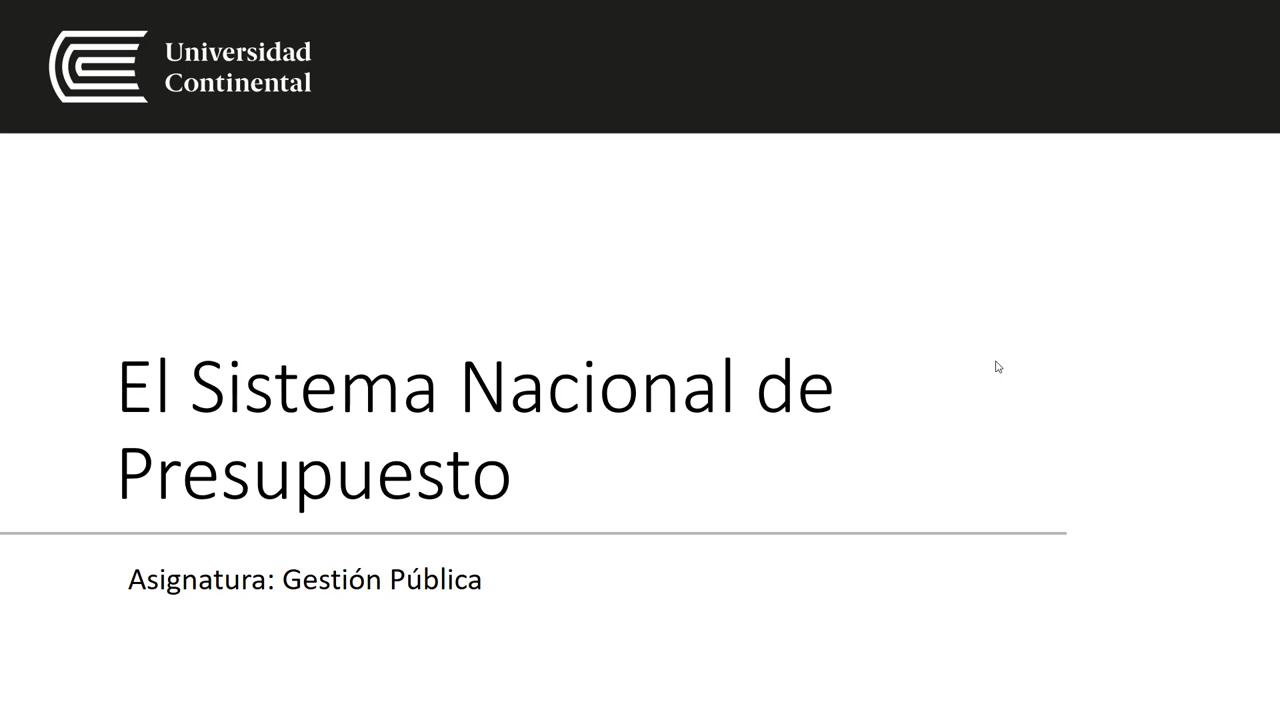 Universidad
Continental
El Sistema Nacional de
Presupuesto
Asignatura: Gestión Pública